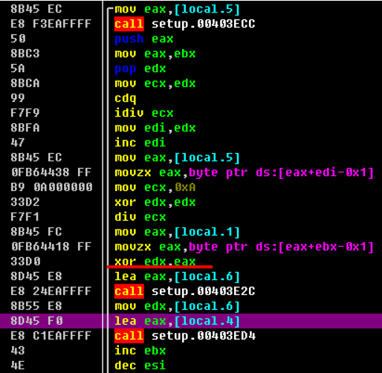 8B45 EC mov eax,[local.5]
E8 F3EAFFFF call setup.00403ECC
50 push eax
8BC3 mov eax,ebx
5A pop edx
8BCA mov ecx,edx
99 cdq
F7F9 idiv ecx
8BFA mov edi,edx
47 inc edi
8B45 EC mov eax,[local.5]
0FB64438 FF movzx eax,byte ptr ds:[eax+edi-0x1]
B9 0A000000 mov ecx,0xA
33D2 xor edx,edx
F7F1 div ecx
8B45 FC mov eax,[local.1]
0FB64418 FF movzx eax,byte ptr ds:[eax+ebx-0x1]
33D0 xor edx,eax
8D45 E8 lea eax,[local.6]
E8 24EAFFFF call setup.00403E2C
8B55 E8 mov edx,[local.6]
8D45 F0 lea eax,[local.4]
E8 C1EAFFFF call setup.00403ED4
43 inc ebx
4E dec esi